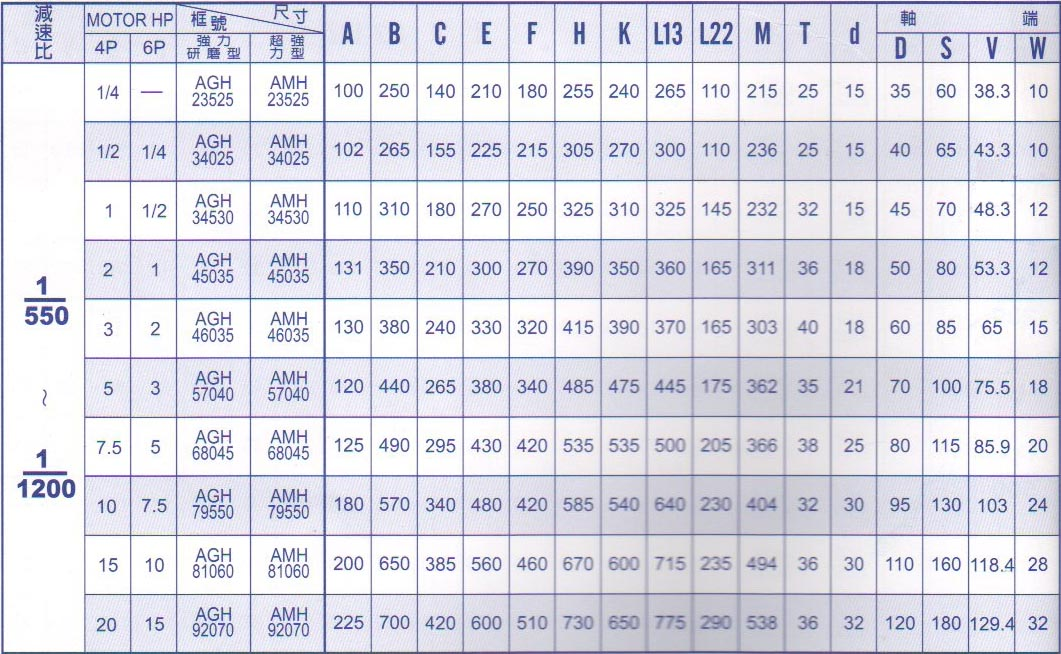 減速比 MOTOR HP 框號 尺寸 A B C E F H K L13 L22 M T d 軸端
4P 6P 強力研磨型 超強力型 D S V W
1/550 ~ 1/1200
1/4 — AGH 23525 AMH 23525 100 250 140 210 180 255 240 265 110 215 25 15 35 60 38.3 10
1/2 1/4 AGH 34025 AMH 34025 102 265 155 225 215 305 270 300 110 236 25 15 40 65 43.3 10
1 1/2 AGH 34530 AMH 34530 110 310 180 270 250 325 310 325 145 232 32 15 45 70 48.3 12
2 1 AGH 45035 AMH 45035 131 350 210 300 270 390 350 360 165 311 36 18 50 80 53.3 12
3 2 AGH 46035 AMH 46035 130 380 240 330 320 415 390 370 165 303 40 18 60 85 65 15
5 3 AGH 57040 AMH 57040 120 440 265 380 340 485 475 445 175 362 35 21 70 100 75.5 18
7.5 5 AGH 68045 AMH 68045 125 490 295 430 420 535 535 500 205 366 38 25 80 115 85.9 20
10 7.5 AGH 79550 AMH 79550 180 570 340 480 420 585 540 640 230 404 32 30 95 130 103 24
15 10 AGH 81060 AMH 81060 200 650 385 560 460 670 600 715 235 494 36 30 110 160 118.4 28
20 15 AGH 92070 AMH 92070 225 700 420 600 510 730 650 775 290 538 36 32 120 180 129.4 32